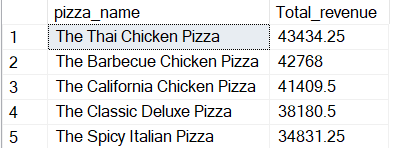 pizza_name Total_revenue
1 The Thai Chicken Pizza 43434.25
2 The Barbecue Chicken Pizza 42768
3 The California Chicken Pizza 41409.5
4 The Classic Deluxe Pizza 38180.5
5 The Spicy Italian Pizza 34831.25